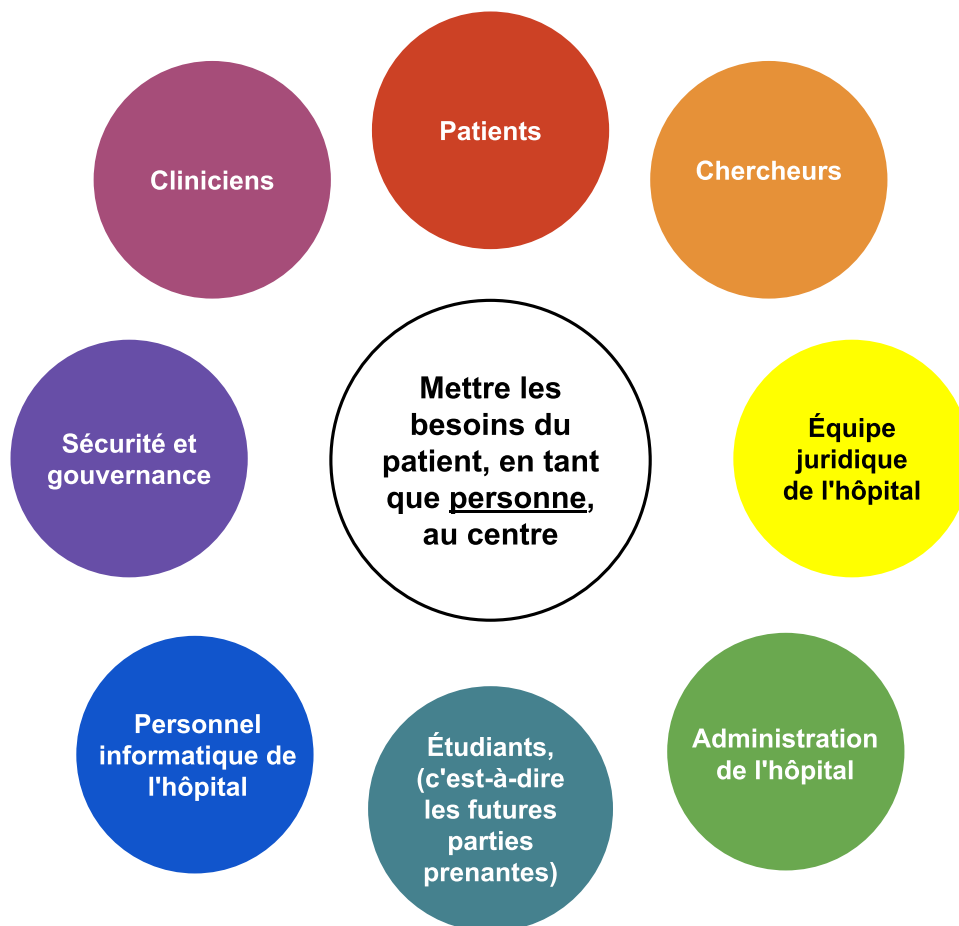 Patients
Cliniciens
Chercheurs
Mettre les
besoins du
patient, en tant
que personne,
au centre
Sécurité et
gouvernance
Équipe
juridique
de l'hôpital
Personnel
informatique de
l'hôpital
Étudiants,
(c'est-à-dire
les futures
parties
prenantes)
Administration
de l'hôpital